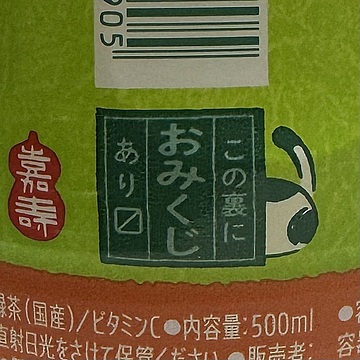 905
この裏に
おみくじ
あり〼
嘉寿
緑茶(国産)/ビタミンC●内容量:500ml
直射日光をさけて保管ください●販売者: